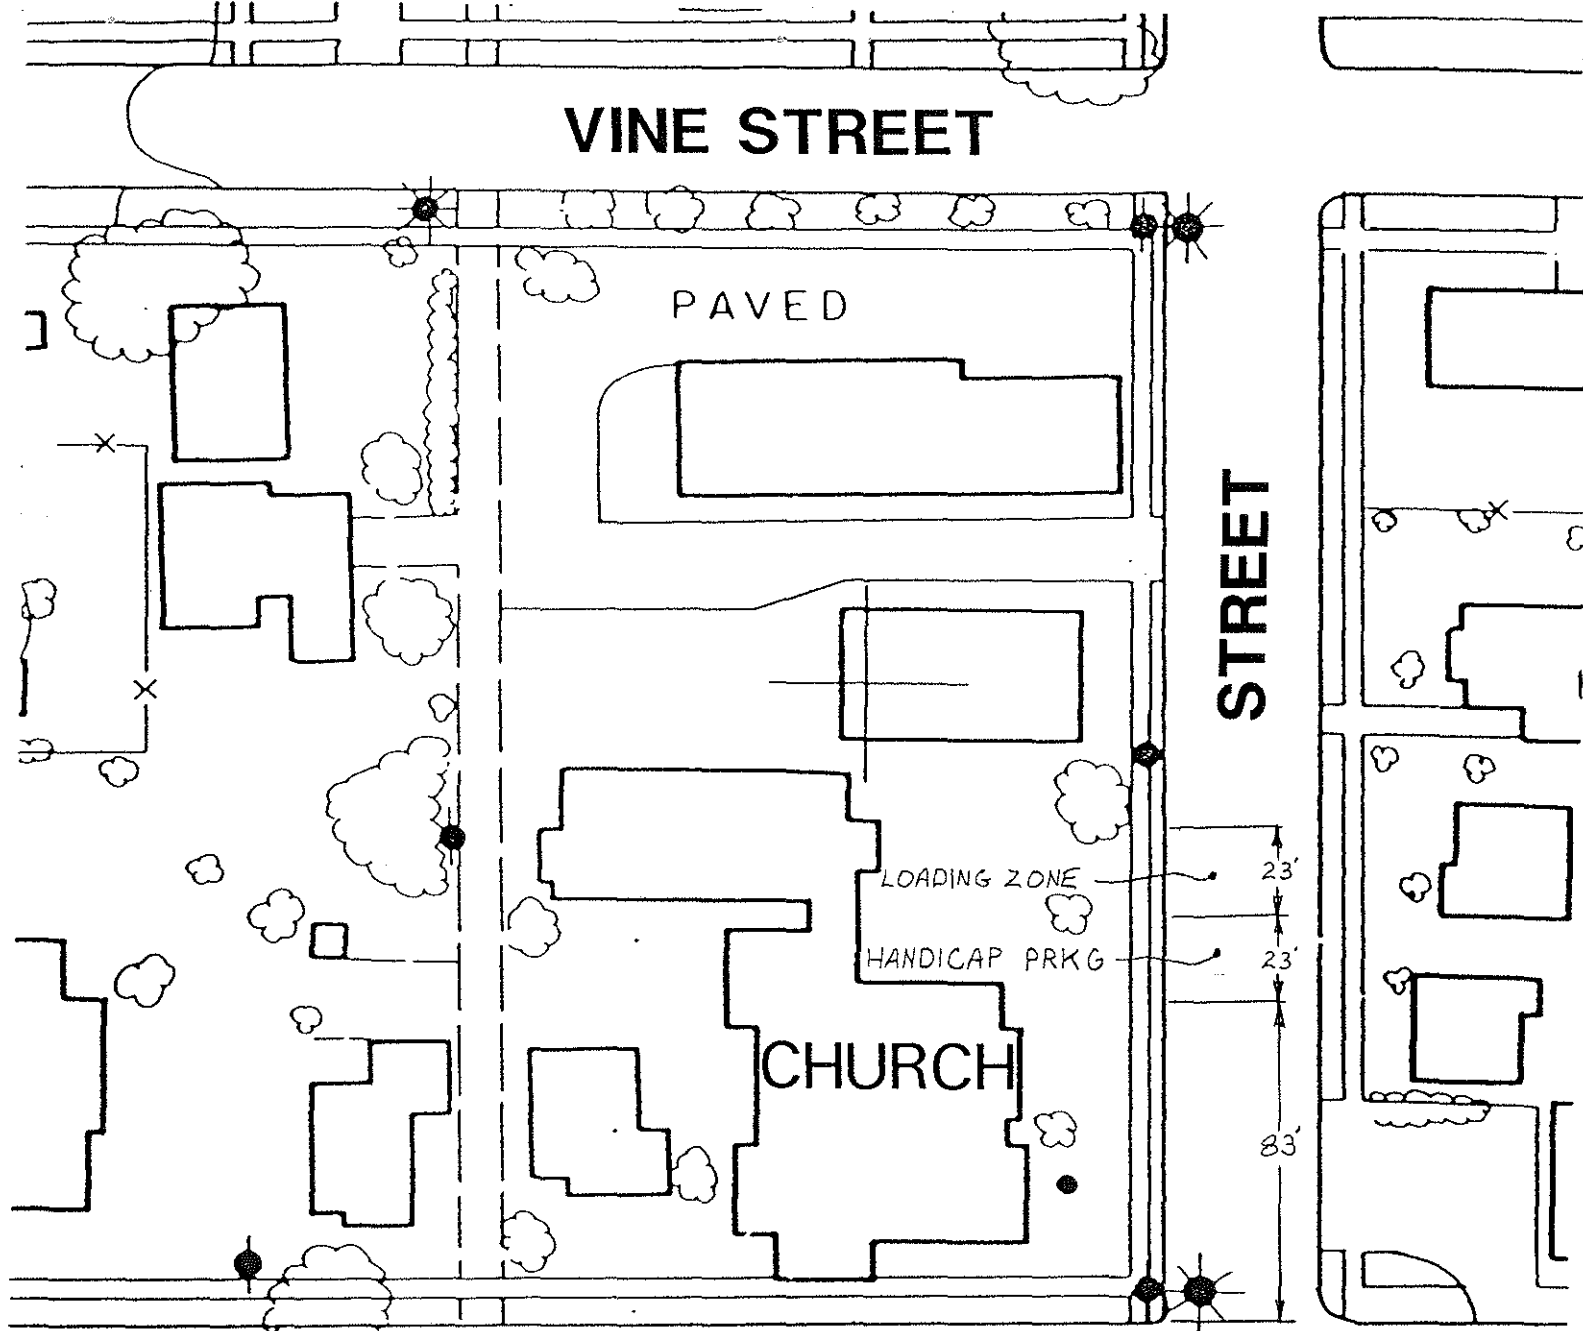 VINE STREET
PAVED
STREET
LOADING ZONE
23'
HANDICAP PRKG
23'
CHURCH
83'